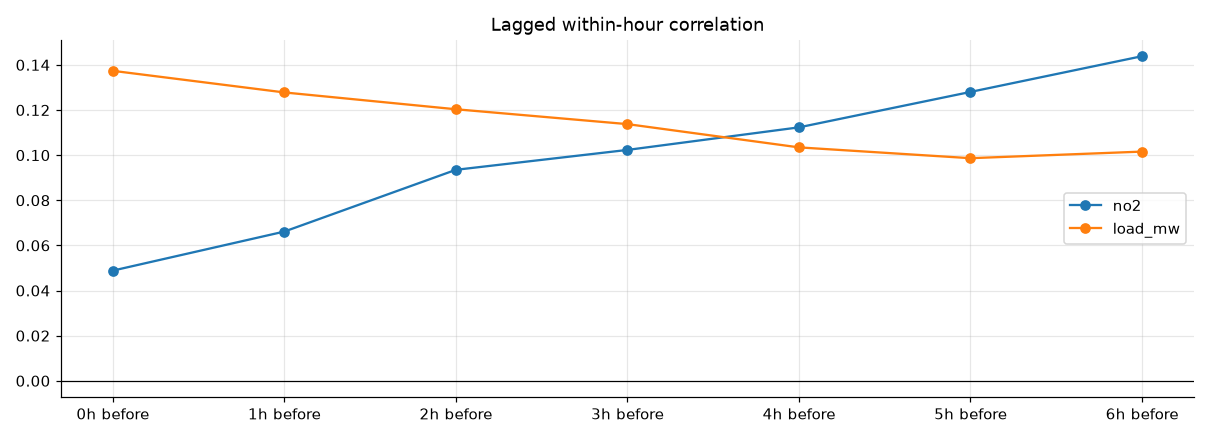 Lagged within-hour correlation
0.14
0.12
0.10
0.08
0.06
0.04
0.02
0.00
no2
load_mw
0h before
1h before
2h before
3h before
4h before
5h before
6h before